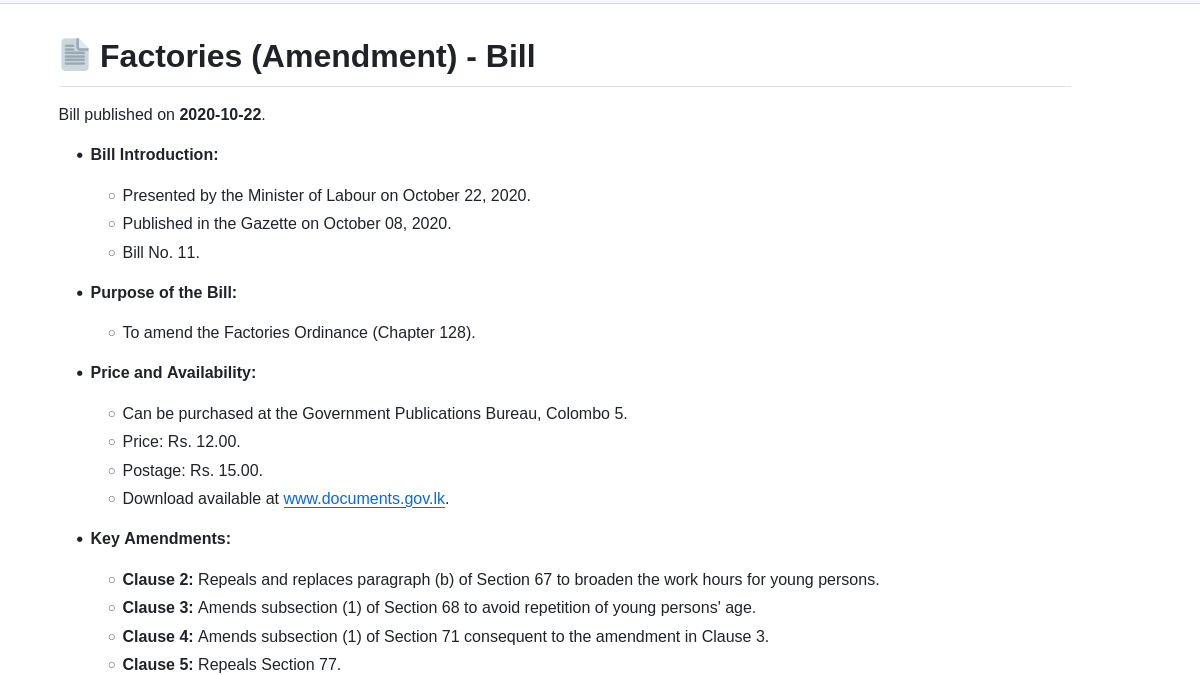 Factories (Amendment) - Bill
Bill published on 2020-10-22.
Bill Introduction:
Presented by the Minister of Labour on October 22, 2020.
Published in the Gazette on October 08, 2020.
Bill No. 11.
Purpose of the Bill:
To amend the Factories Ordinance (Chapter 128).
Price and Availability:
Can be purchased at the Government Publications Bureau, Colombo 5.
Price: Rs. 12.00.
Postage: Rs. 15.00.
Download available at www.documents.gov.lk.
Key Amendments:
Clause 2: Repeals and replaces paragraph (b) of Section 67 to broaden the work hours for young persons.
Clause 3: Amends subsection (1) of Section 68 to avoid repetition of young persons' age.
Clause 4: Amends subsection (1) of Section 71 consequent to the amendment in Clause 3.
Clause 5: Repeals Section 77.